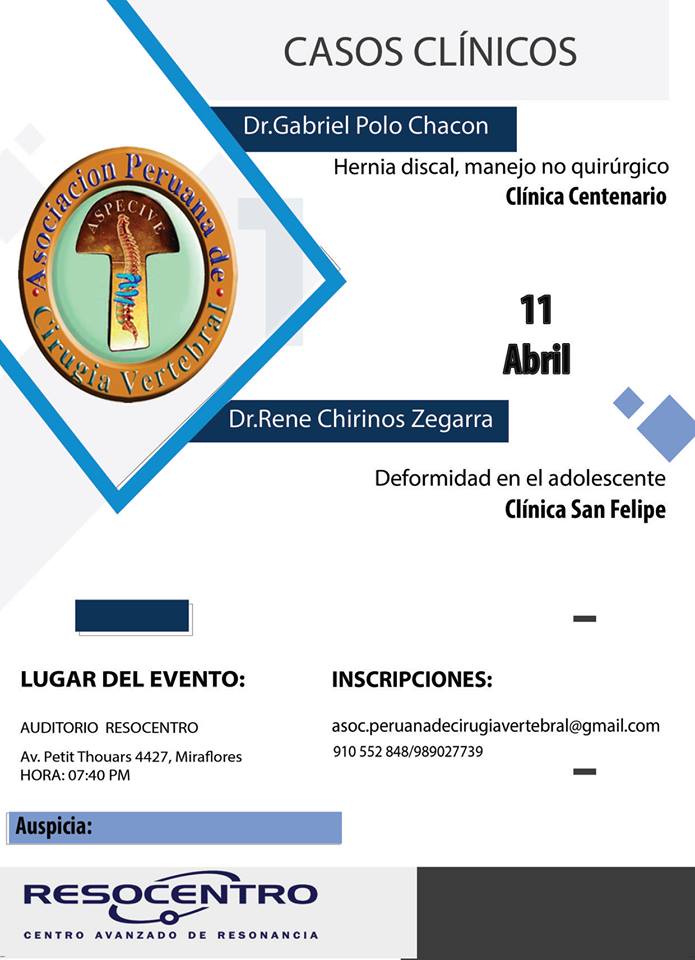 CASOS CLÍNICOS
Dr.Gabriel Polo Chacon
Hernia discal, manejo no quirúrgico
Clínica Centenario
Asociacion Peruana de
Cirugia Vertebral
ASPECIVE
11
Abril
Dr.Rene Chirinos Zegarra
Deformidad en el adolescente
Clínica San Felipe
LUGAR DEL EVENTO:
AUDITORIO RESOCENTRO
Av. Petit Thouars 4427, Miraflores
HORA: 07:40 PM
INSCRIPCIONES:
asoc.peruanadecirugiavertebral@gmail.com
910 552 848/989027739
Auspicia:
RESOCENTRO
CENTRO AVANZADO DE RESONANCIA